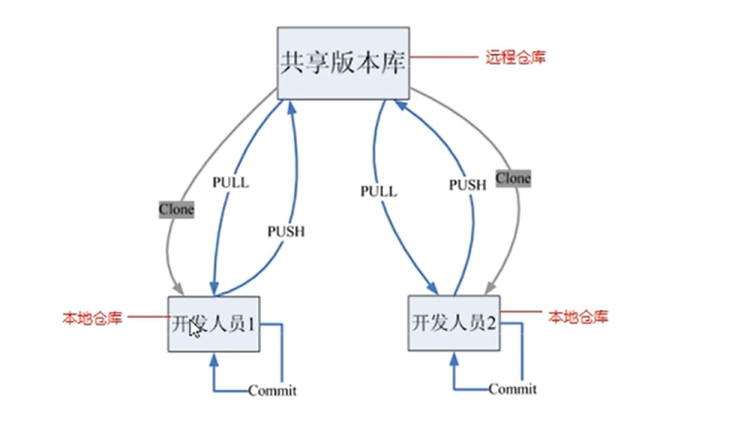 共享版本库
远程仓库
PULL
PULL
PUSH
Clone
Clone
PUSH
本地仓库
开发人员1
开发人员2
本地仓库
Commit
Commit